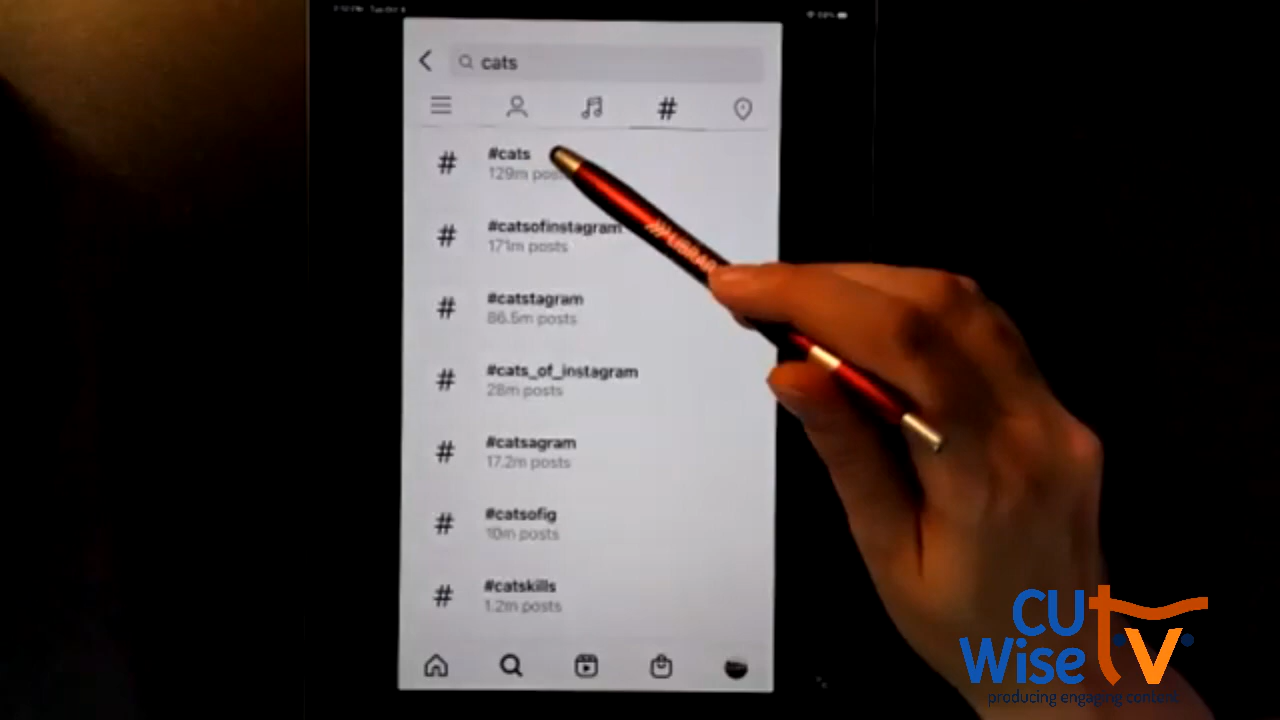 cats
#
#cats
129m posts
#
#catsofinstagram
171m posts
#
#catstagram
86.5m posts
#
#cats_of_instagram
28m posts
#
#catsagram
17.2m posts
#
#catsofig
10m posts
#
#catskills
1.2m posts
#
CU
Wise tv
producing engaging content